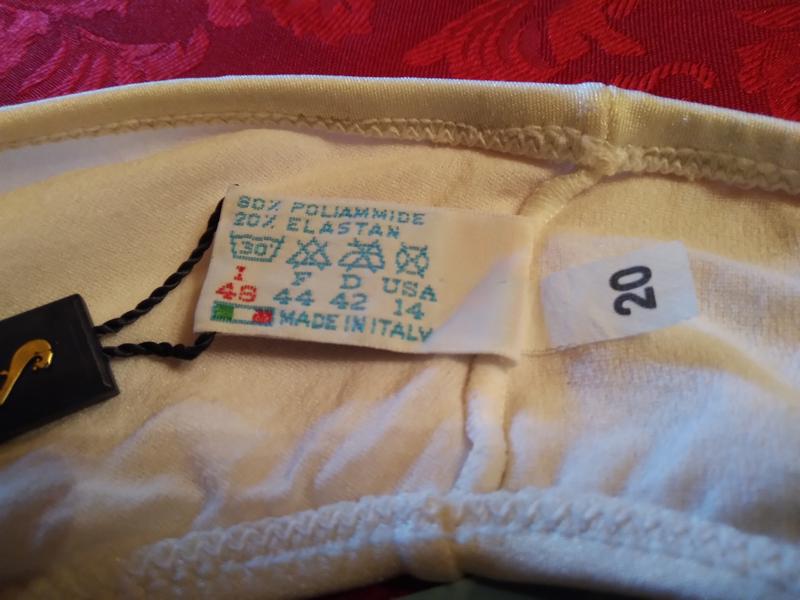 80% POLIAMMIDE
20% ELASTAN
30°
I F D USA
48 44 42 14
MADE IN ITALY
20